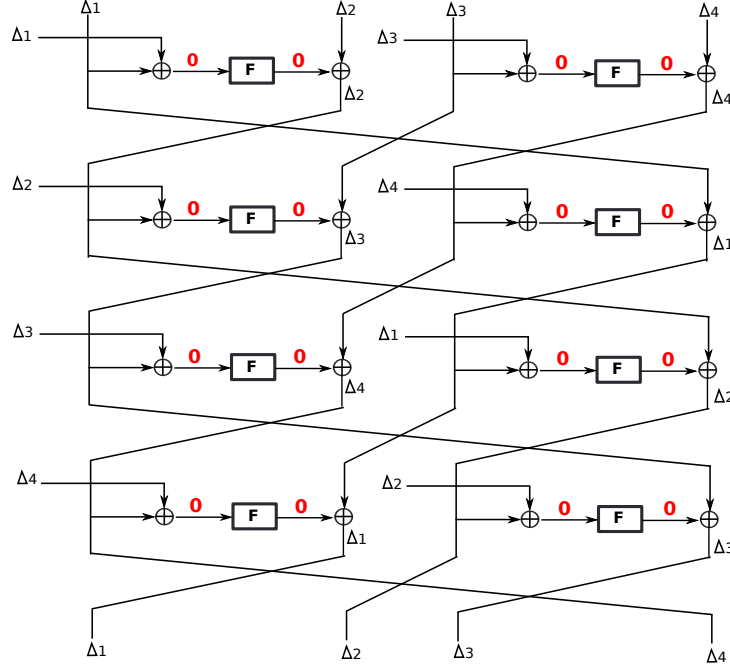 Δ1 Δ2 Δ3 Δ4
Δ1 0 F 0 Δ3 0 F 0
Δ2 Δ4
Δ2 0 F 0 Δ4 0 F 0
Δ3 Δ1
Δ3 0 F 0 Δ1 0 F 0
Δ4 Δ2
Δ4 0 F 0 Δ2 0 F 0
Δ1 Δ3
Δ1 Δ2 Δ3 Δ4